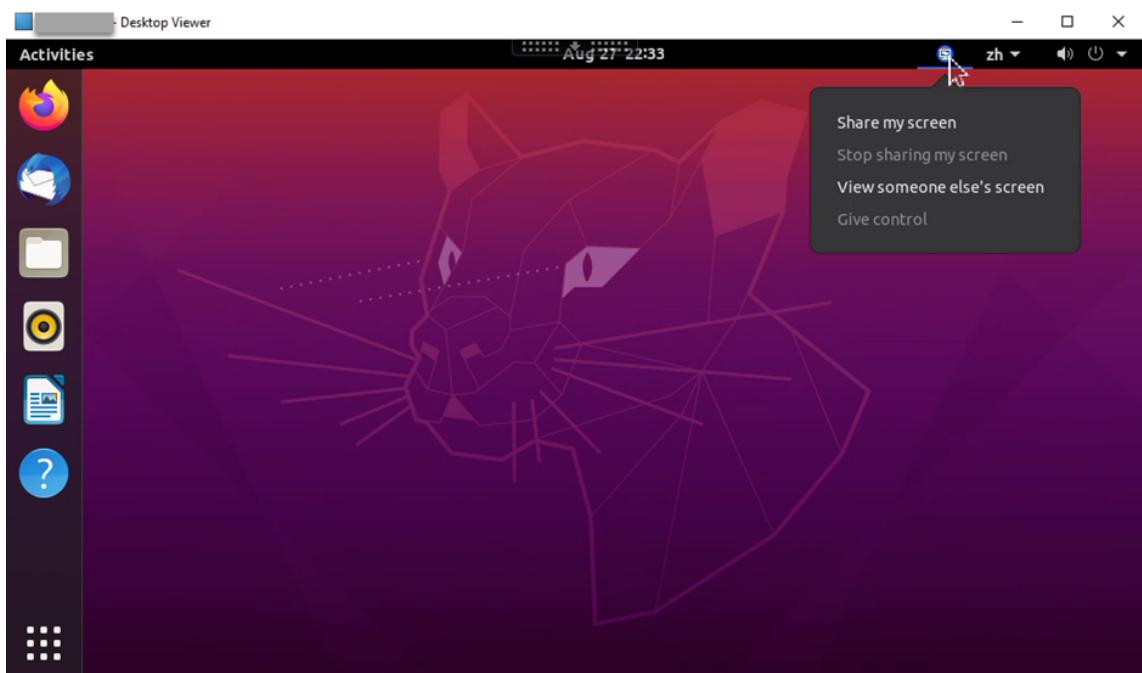 - Desktop Viewer
Activities
Aug 27 22:33
zh
Share my screen
Stop sharing my screen
View someone else's screen
Give control
?